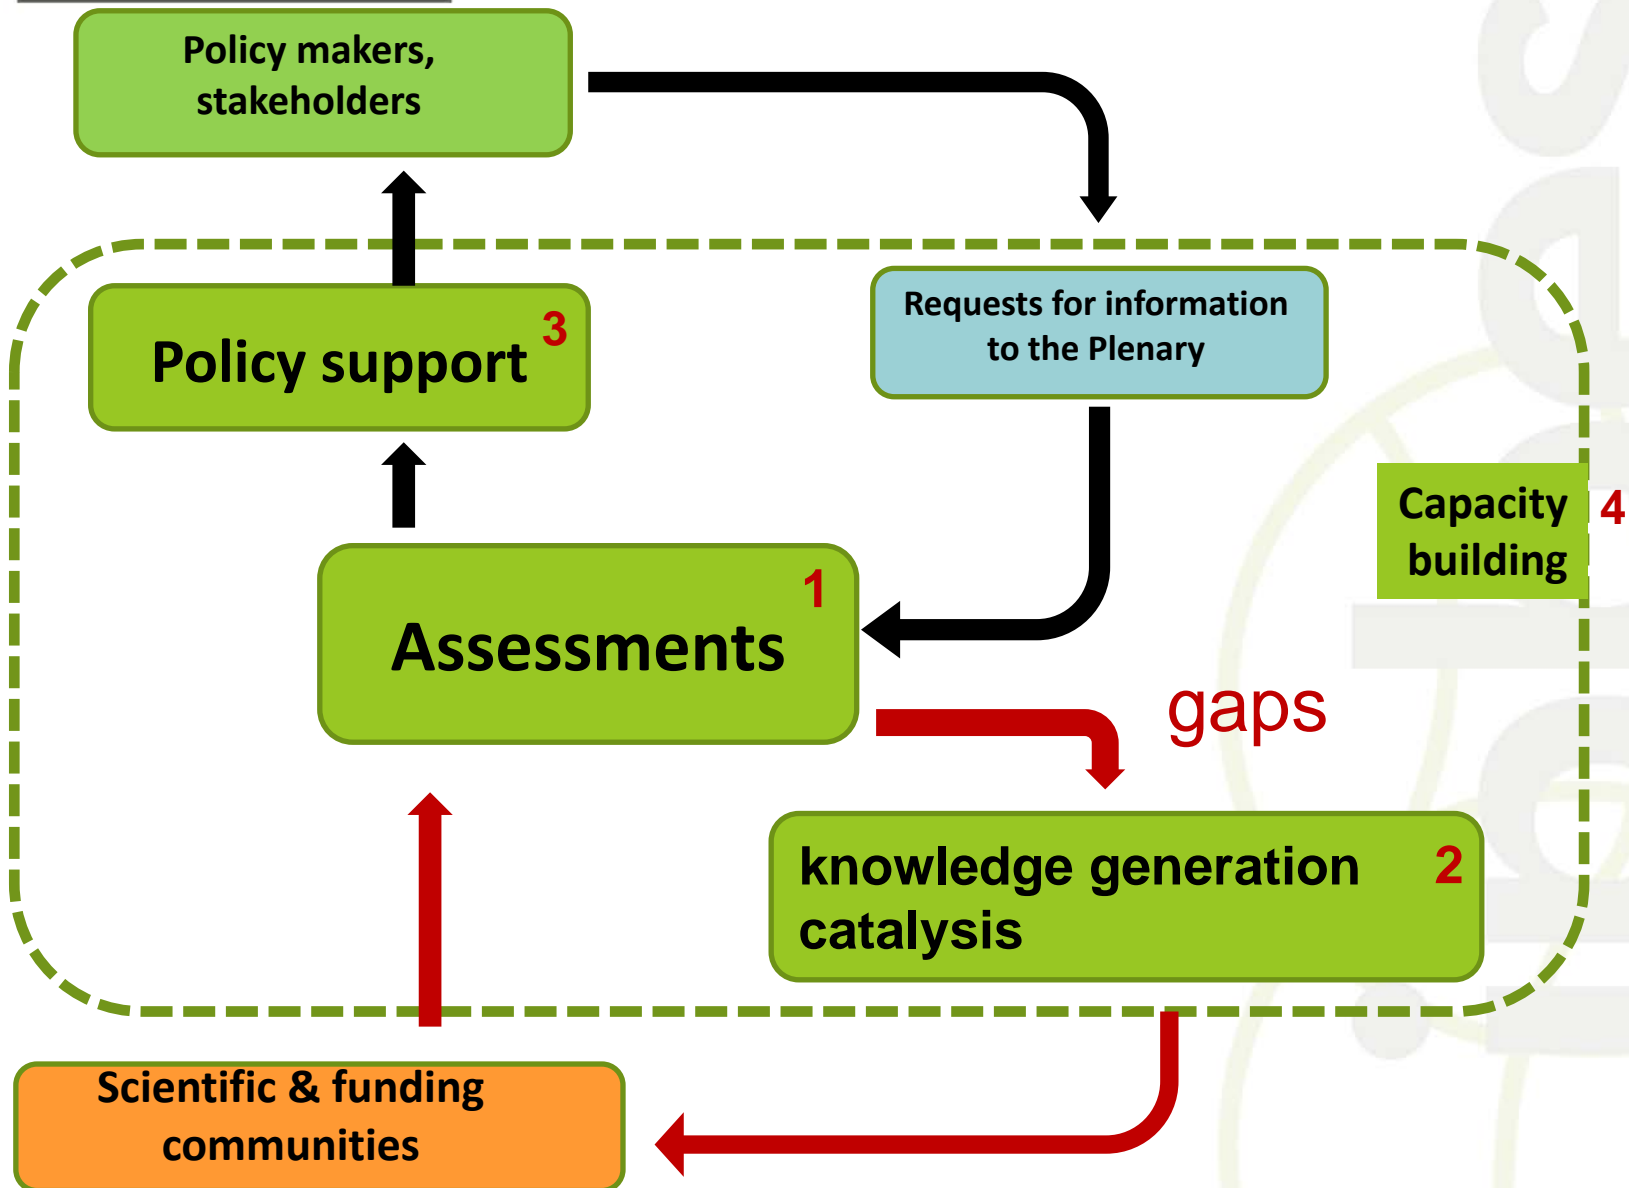 Policy makers,
stakeholders
Policy support 3
Requests for information
to the Plenary
Capacity 4
building
Assessments 1
gaps
knowledge generation 2
catalysis
Scientific & funding
communities
ipbes